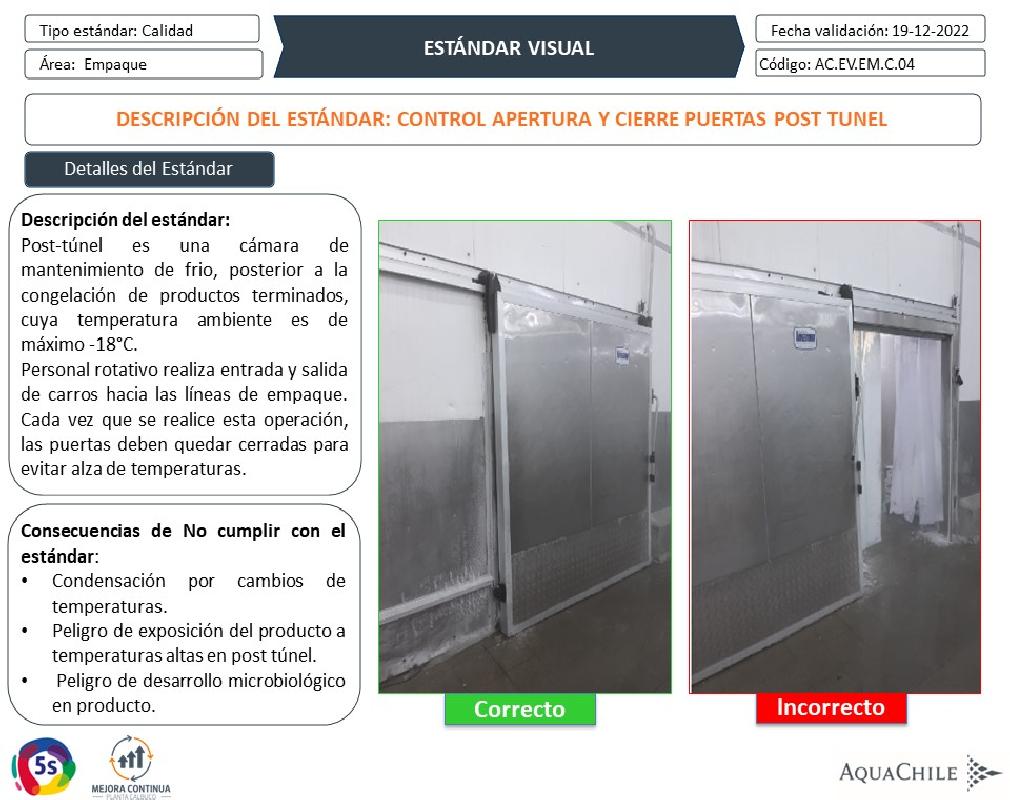 Tipo estándar: Calidad
Área: Empaque
ESTÁNDAR VISUAL
Fecha validación: 19-12-2022
Código: AC.EV.EM.C.04
DESCRIPCIÓN DEL ESTÁNDAR: CONTROL APERTURA Y CIERRE PUERTAS POST TUNEL
Detalles del Estándar
Descripción del estándar:
Post-túnel es una cámara de
mantenimiento de frio, posterior a la
congelación de productos terminados,
cuya temperatura ambiente es de
máximo -18°C.
Personal rotativo realiza entrada y salida
de carros hacia las líneas de empaque.
Cada vez que se realice esta operación,
las puertas deben quedar cerradas para
evitar alza de temperaturas.
Consecuencias de No cumplir con el
estándar:
• Condensación por cambios de
temperaturas.
• Peligro de exposición del producto a
temperaturas altas en post túnel.
• Peligro de desarrollo microbiológico
en producto.
Correcto
Incorrecto
5s
MEJORA CONTINUA
PLANTA CALBUCO
AQUACHILE